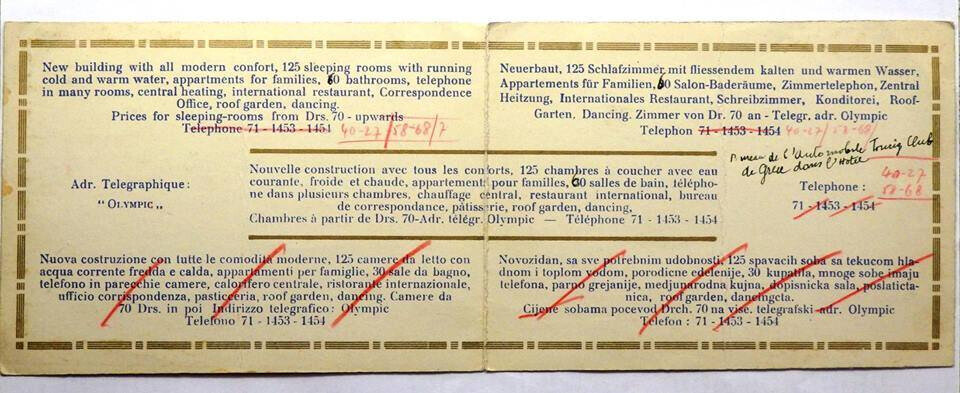 New building with all modern confort, 125 sleeping rooms with running
cold and warm water, appartments for families, 60 bathrooms, telephone
in many rooms, central heating, international restaurant, Correspondence
Office, roof garden, dancing.
Prices for sleeping-rooms from Drs. 70 - upwards
Telephone 71 - 1453 - 1454
40-27/58-68/7
Neuerbaut, 125 Schlafzimmer mit fliessendem kalten und warmen Wasser,
Appartements für Familien, 60 Salon-Baderäume, Zimmertelephon, Zentral
Heitzung, Internationales Restaurant, Schreibzimmer, Konditorei, Roof-
Garten, Dancing. Zimmer von Dr. 70 an - Telegr. adr. Olympic
Telephon 71 - 1453 - 1454
40-27/58-68/
Adr. Telegraphique:
"OLYMPIC„
Nouvelle construction avec tous les conforts, 125 chambres à coucher avec eau
courante, froide et chaude, appartement pour familles, 60 salles de bain, télépho-
ne dans plusieurs chambres, chauffage central, restaurant international, bureau
de correspondance, pâtisserie, roof garden, dancing,
Chambres à partir de Drs. 70-Adr. télégr. Olympic — Téléphone 71 - 1453 - 1454
de l'Automobile Touring Club
de Grèce dans l'Hotel
40-27
58-68
Telephone :
71 - 1453 - 1454
Nuova costruzione con tutte le comodità moderne, 125 camere da letto con
acqua corrente fredda e calda, appartamenti per famiglie, 30 sale da bagno,
telefono in parecchie camere, calorifero centrale, ristorante internazionale,
ufficio corrispondenza, pasticceria, roof garden, dancing. Camere da
70 Drs. in poi Indirizzo telegrafico: Olympic
Telefono 71 - 1453 - 1454
Novozidan, sa sve potrebnim udobnosti, 125 spavacih soba sa tekucom hlad-
nom i toplom vodom, porodicne odelenije, 30 kupatila, mnoge sobe imaju
telefona, parno grejanije, medjunarodna kujna, dopisnicka sala, poslaticta-
nica, roof garden, dancingcta.
Cijene sobama pocevod Drch. 70 na vise. telegrafski adr. Olympic
Telefon : 71 - 1453 - 1454